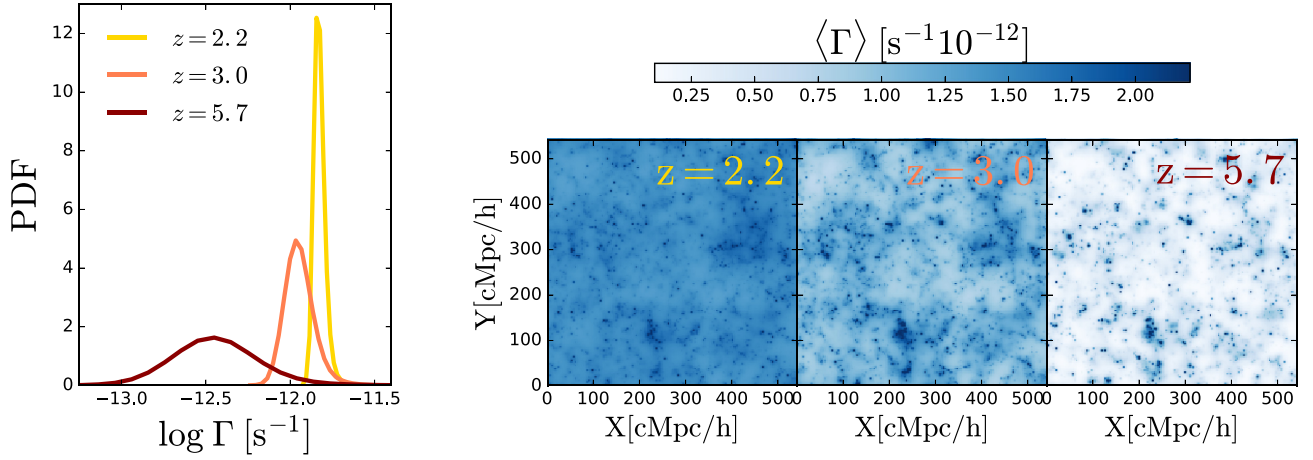 12
10
8
6
4
2
0
PDF
z = 2.2
z = 3.0
z = 5.7
−13.0 −12.5 −12.0 −11.5
log Γ [s⁻¹]
⟨Γ⟩ [s⁻¹10⁻¹²]
0.25 0.50 0.75 1.00 1.25 1.50 1.75 2.00
500
400
300
200
100
0
Y[cMpc/h]
z = 2.2
z = 3.0
z = 5.7
0 100 200 300 400 500
0 100 200 300 400 500
0 100 200 300 400 500
X[cMpc/h]
X[cMpc/h]
X[cMpc/h]